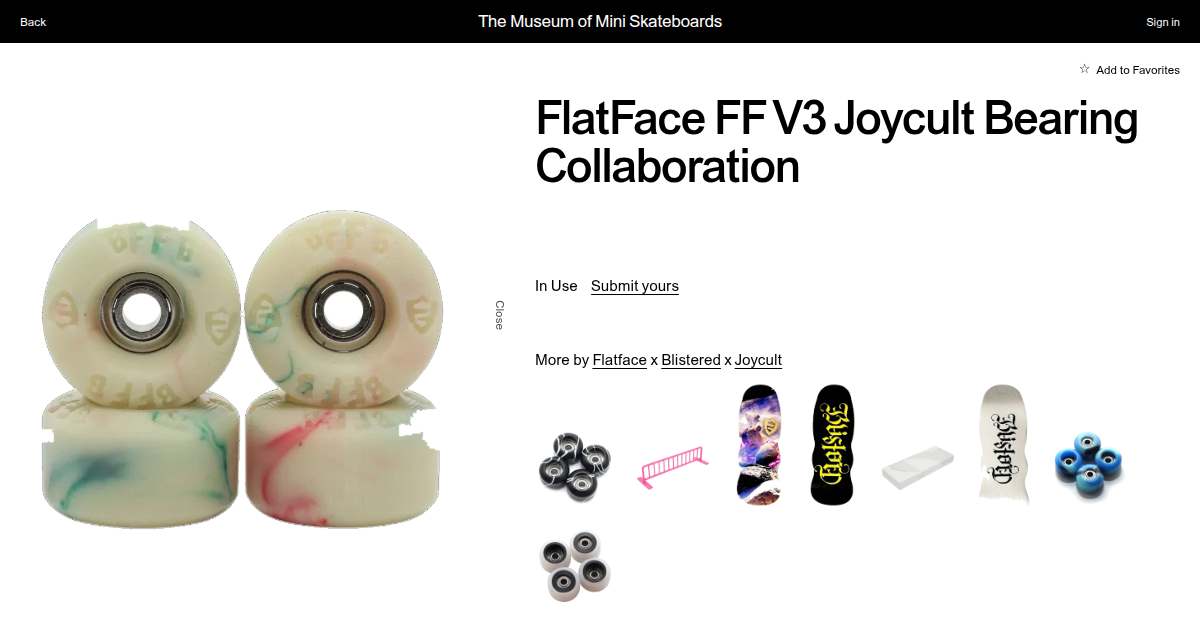 Back
The Museum of Mini Skateboards
Sign in
☆ Add to Favorites
FlatFace FF V3 Joycult Bearing
Collaboration
In Use Submit yours
Close
More by Flatface x Blistered x Joycult